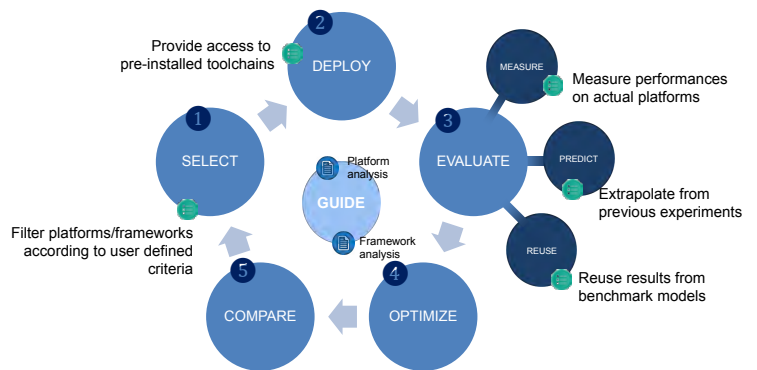 2
DEPLOY
Provide access to
pre-installed toolchains
1
SELECT
Filter platforms/frameworks
according to user defined
criteria
3
EVALUATE
MEASURE
Measure performances
on actual platforms
PREDICT
Extrapolate from
previous experiments
REUSE
Reuse results from
benchmark models
Platform
analysis
GUIDE
Framework
analysis
4
OPTIMIZE
5
COMPARE